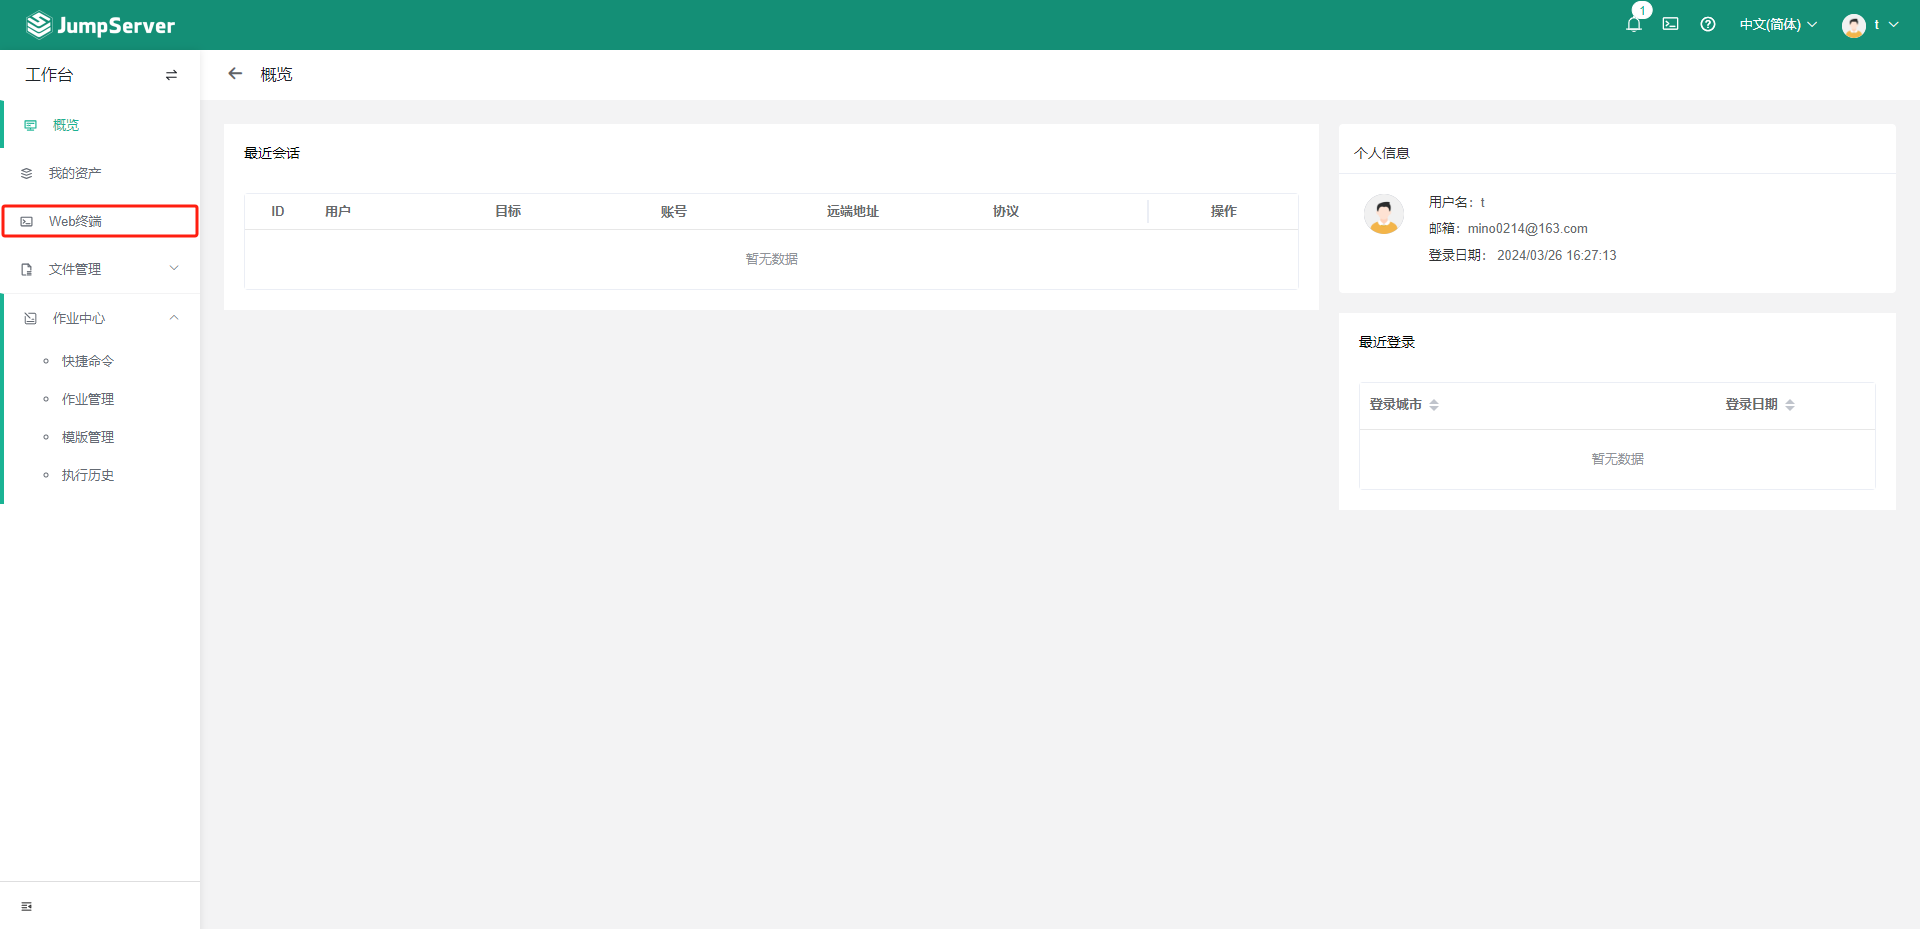 JumpServer
1
中文(简体)
t
工作台
概览
我的资产
Web终端
文件管理
作业中心
快捷命令
作业管理
模版管理
执行历史
概览
最近会话
ID 用户 目标 账号 远端地址 协议 操作
暂无数据
个人信息
用户名： t
邮箱： mino0214@163.com
登录日期： 2024/03/26 16:27:13
最近登录
登录城市 登录日期
暂无数据